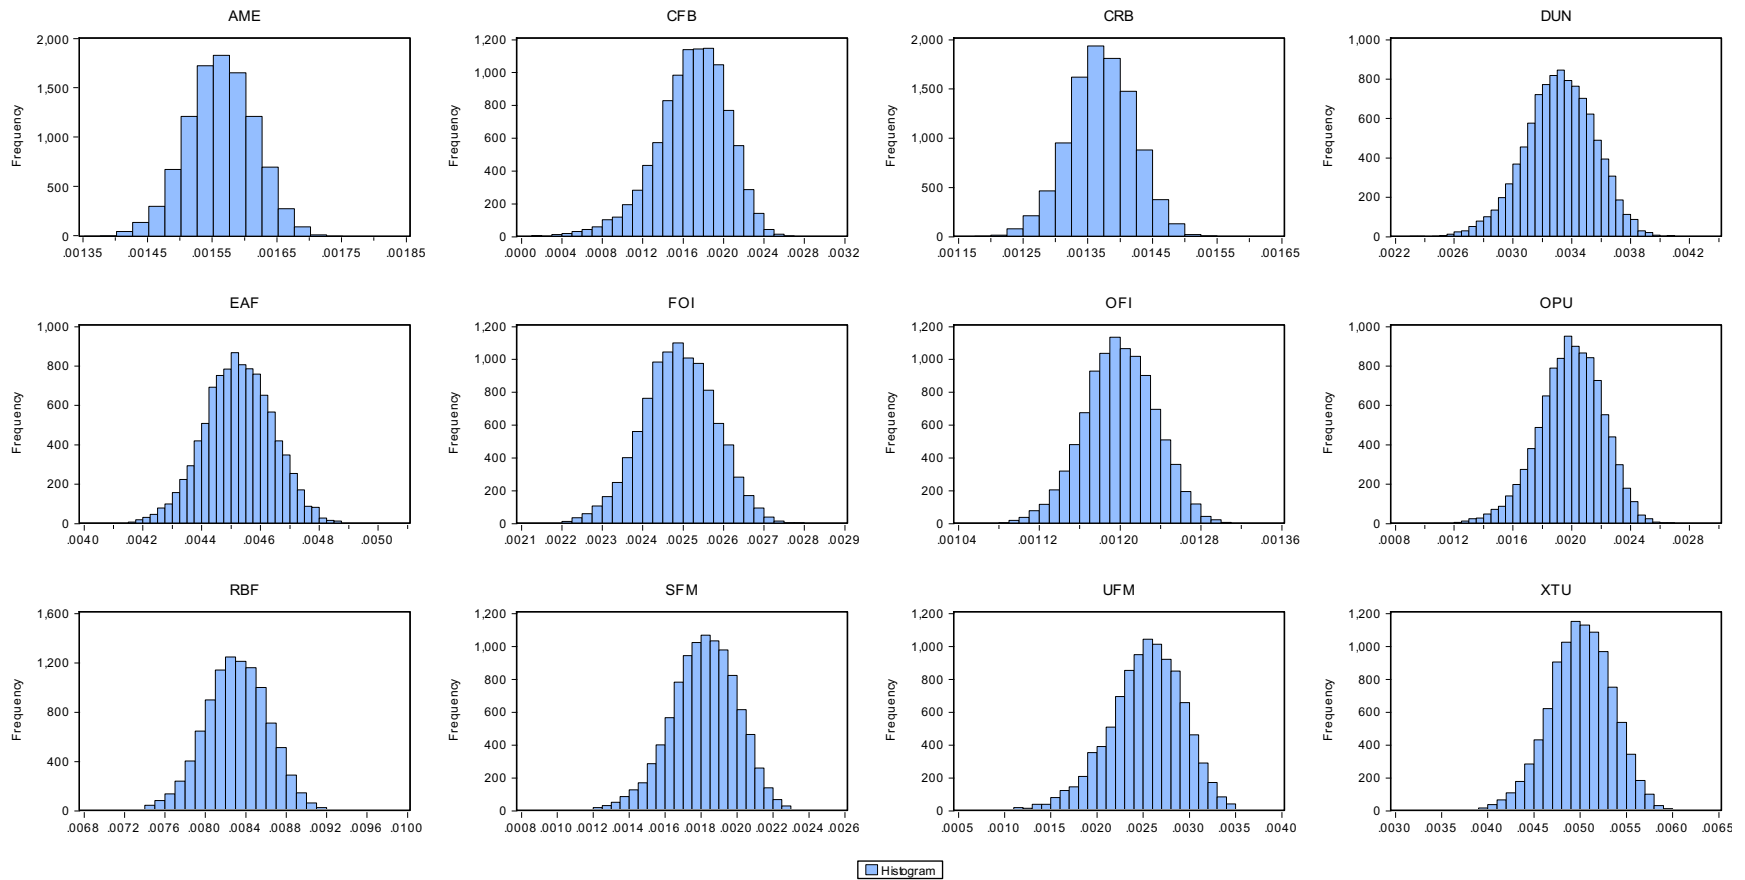 AME
2,000
1,500
1,000
500
0
Frequency
.00135 .00145 .00155 .00165 .00175 .00185
CFB
1,200
1,000
800
600
400
200
0
Frequency
.0000 .0004 .0008 .0012 .0016 .0020 .0024 .0028 .0032
CRB
2,000
1,500
1,000
500
0
Frequency
.00115 .00125 .00135 .00145 .00155 .00165
DUN
1,000
800
600
400
200
0
Frequency
.0022 .0026 .0030 .0034 .0038 .0042
EAF
1,000
800
600
400
200
0
Frequency
.0040 .0042 .0044 .0046 .0048 .0050
FOI
1,200
1,000
800
600
400
200
0
Frequency
.0021 .0022 .0023 .0024 .0025 .0026 .0027 .0028 .0029
OFI
1,200
1,000
800
600
400
200
0
Frequency
.00104 .00112 .00120 .00128 .00136
OPU
1,000
800
600
400
200
0
Frequency
.0008 .0012 .0016 .0020 .0024 .0028
RBF
1,600
1,200
800
400
0
Frequency
.0068 .0072 .0076 .0080 .0084 .0088 .0092 .0096 .0100
SFM
1,200
1,000
800
600
400
200
0
Frequency
.0008 .0010 .0012 .0014 .0016 .0018 .0020 .0022 .0024 .0026
UFM
1,200
1,000
800
600
400
200
0
Frequency
.0005 .0010 .0015 .0020 .0025 .0030 .0035 .0040
XTU
1,200
1,000
800
600
400
200
0
Frequency
.0030 .0035 .0040 .0045 .0050 .0055 .0060 .0065
Histogram